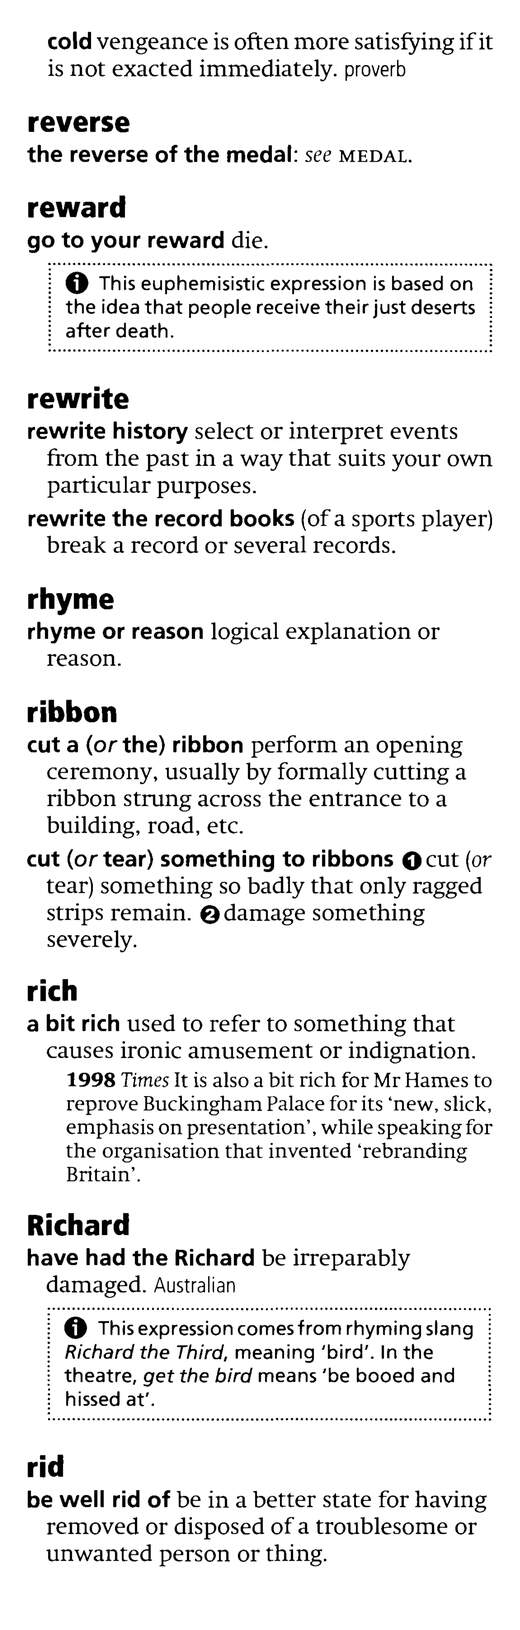 cold vengeance is often more satisfying if it
is not exacted immediately. proverb
reverse
the reverse of the medal: see MEDAL.
reward
go to your reward die.
ℹ This euphemisistic expression is based on
the idea that people receive their just deserts
after death.
rewrite
rewrite history select or interpret events
from the past in a way that suits your own
particular purposes.
rewrite the record books (of a sports player)
break a record or several records.
rhyme
rhyme or reason logical explanation or
reason.
ribbon
cut a (or the) ribbon perform an opening
ceremony, usually by formally cutting a
ribbon strung across the entrance to a
building, road, etc.
cut (or tear) something to ribbons ❶ cut (or
tear) something so badly that only ragged
strips remain. ❷ damage something
severely.
rich
a bit rich used to refer to something that
causes ironic amusement or indignation.
1998 Times It is also a bit rich for Mr Hames to
reprove Buckingham Palace for its ‘new, slick,
emphasis on presentation’, while speaking for
the organisation that invented ‘rebranding
Britain’.
Richard
have had the Richard be irreparably
damaged. Australian
ℹ This expression comes from rhyming slang
Richard the Third, meaning ‘bird’. In the
theatre, get the bird means ‘be booed and
hissed at’.
rid
be well rid of be in a better state for having
removed or disposed of a troublesome or
unwanted person or thing.